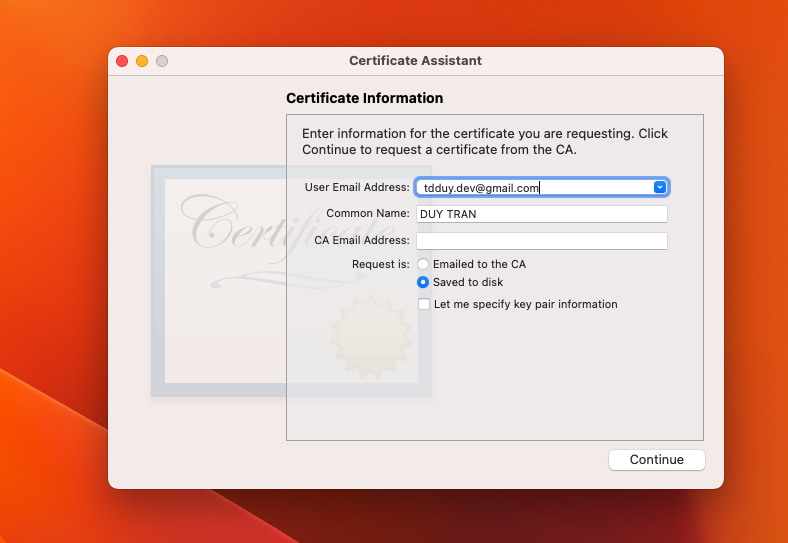 Certificate Assistant
Certificate Information
Enter information for the certificate you are requesting. Click
Continue to request a certificate from the CA.
User Email Address: tdduy.dev@gmail.com
Common Name: DUY TRAN
CA Email Address:
Request is: Emailed to the CA
Saved to disk
Let me specify key pair information
Certificate
Continue